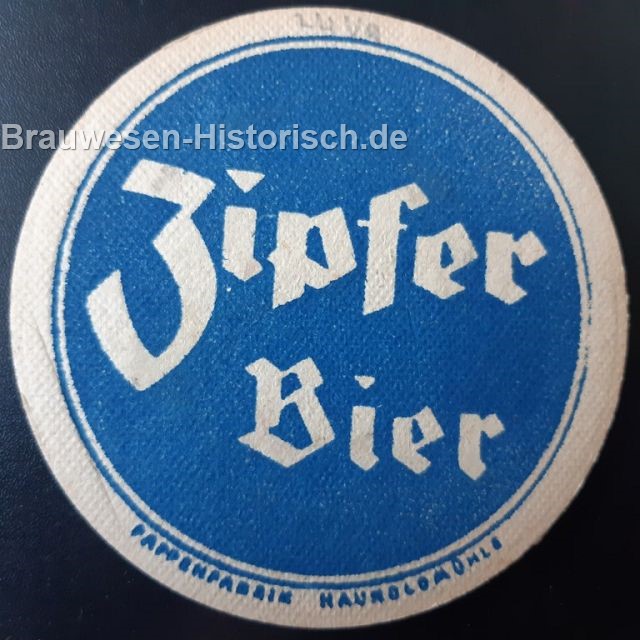 Brauwesen-Historisch.de
Zipfer
Bier
PAPPENFABRIK HAUNOLDMÜHLE